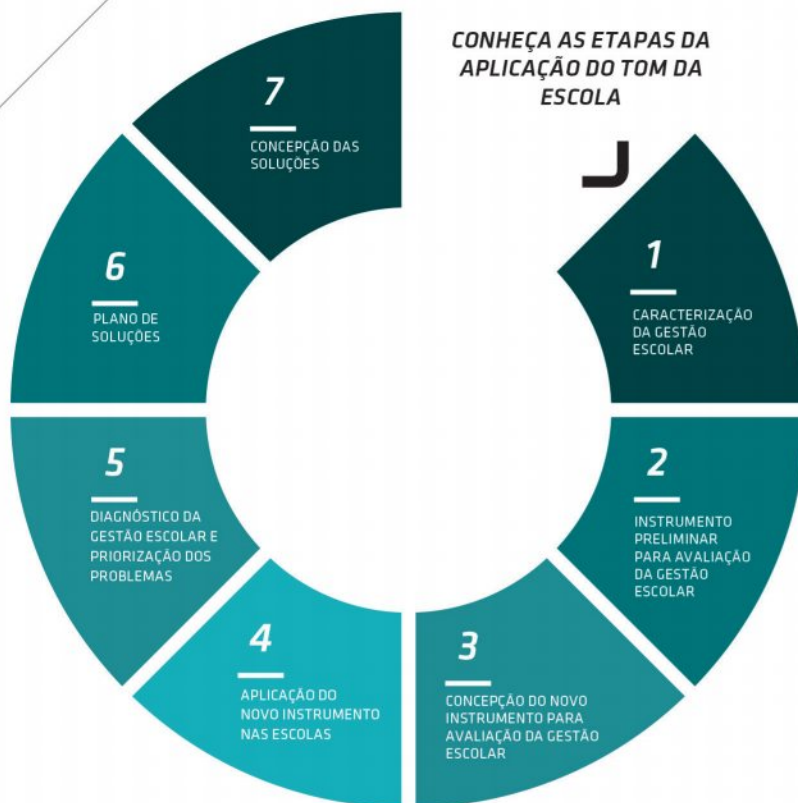 CONHEÇA AS ETAPAS DA
APLICAÇÃO DO TOM DA
ESCOLA
1
CARACTERIZAÇÃO
DA GESTÃO
ESCOLAR
2
INSTRUMENTO
PRELIMINAR
PARA AVALIAÇÃO
DA GESTÃO
ESCOLAR
3
CONCEPÇÃO DO NOVO
INSTRUMENTO PARA
AVALIAÇÃO DA GESTÃO
ESCOLAR
4
APLICAÇÃO DO
NOVO INSTRUMENTO
NAS ESCOLAS
5
DIAGNÓSTICO DA
GESTÃO ESCOLAR E
PRIORIZAÇÃO DOS
PROBLEMAS
6
PLANO DE
SOLUÇÕES
7
CONCEPÇÃO DAS
SOLUÇÕES